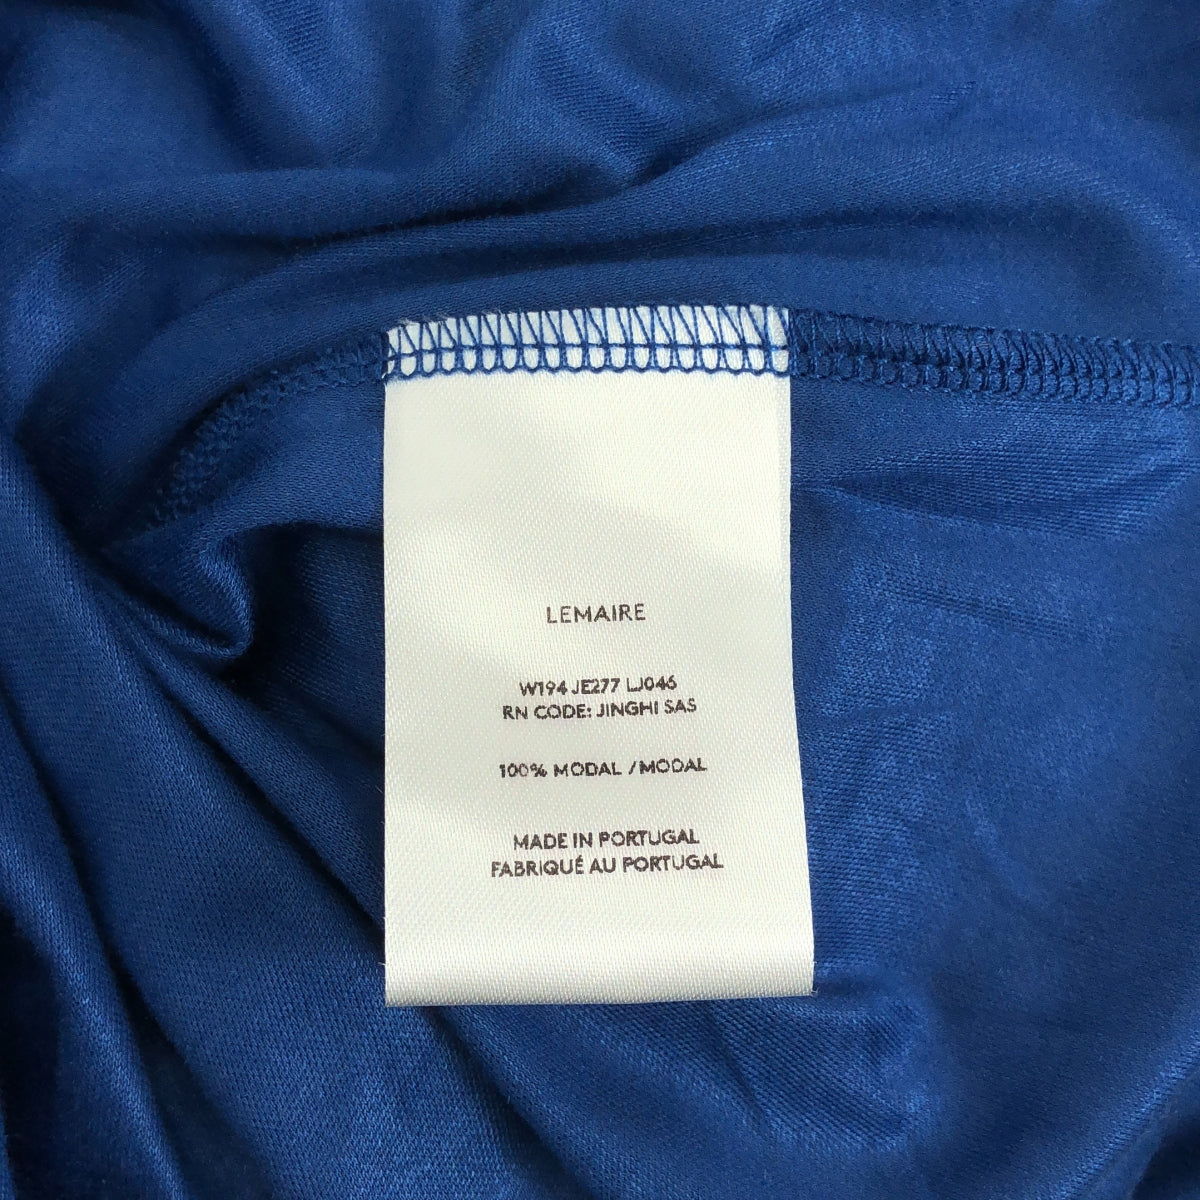 LEMAIRE
W194 JE277 LJ046
RN CODE: JINGHI SAS
100% MODAL /MODAL
MADE IN PORTUGAL
FABRIQUÉ AU PORTUGAL